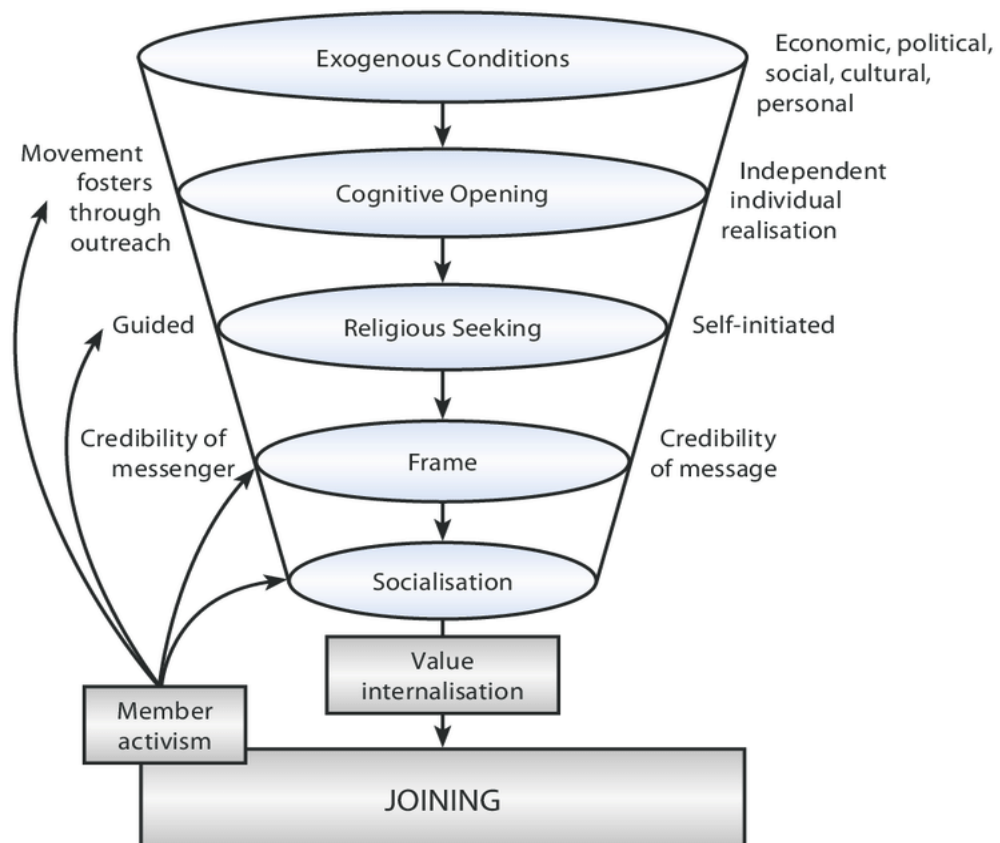 Exogenous Conditions
Economic, political,
social, cultural,
personal
Movement
fosters
through
outreach
Cognitive Opening
Independent
individual
realisation
Guided
Religious Seeking
Self-initiated
Credibility of
messenger
Frame
Credibility
of message
Socialisation
Value
internalisation
Member
activism
JOINING